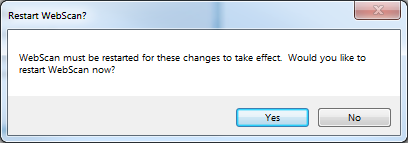 Restart WebScan?
WebScan must be restarted for these changes to take effect.  Would you like to
restart WebScan now?
Yes
No